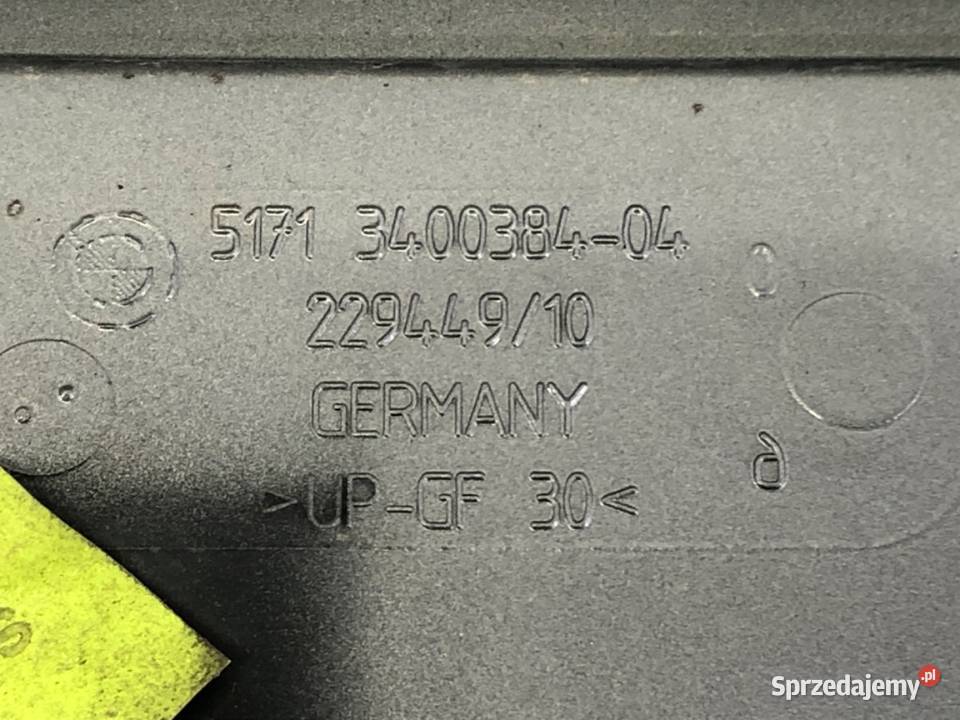 5171 3400384-04
229449/10
GERMANY
>UP-GF 30<
Sprzedajemy.pl